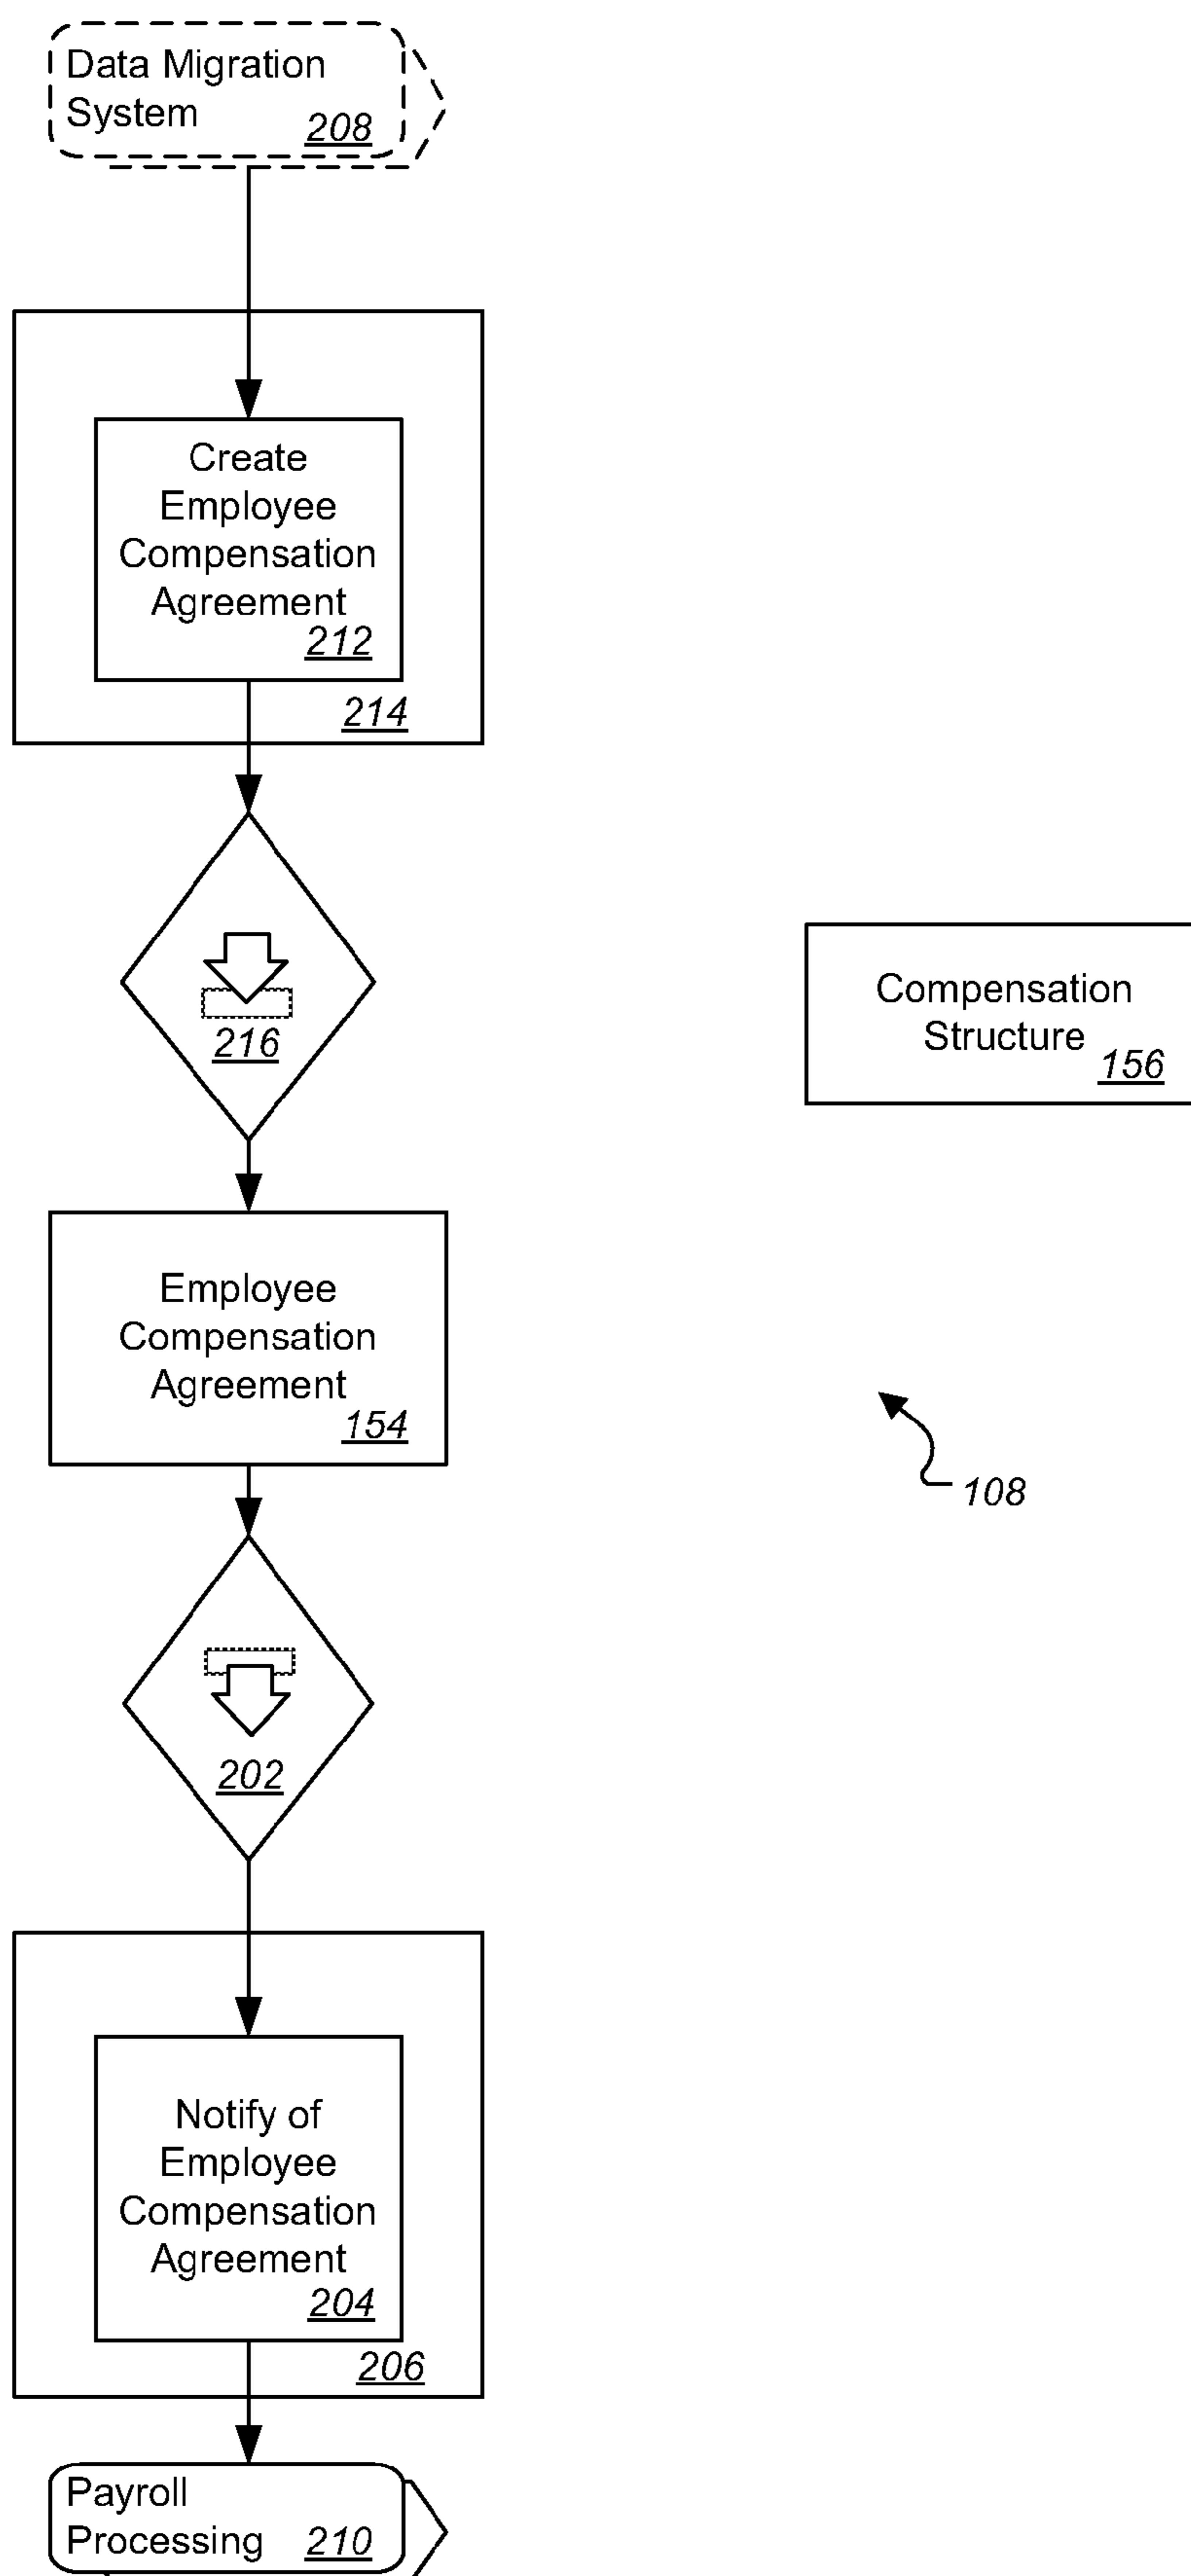 Data Migration
System 208
Create
Employee
Compensation
Agreement
212
214
216
Compensation
Structure 156
Employee
Compensation
Agreement
154
108
202
Notify of
Employee
Compensation
Agreement
204
206
Payroll
Processing 210